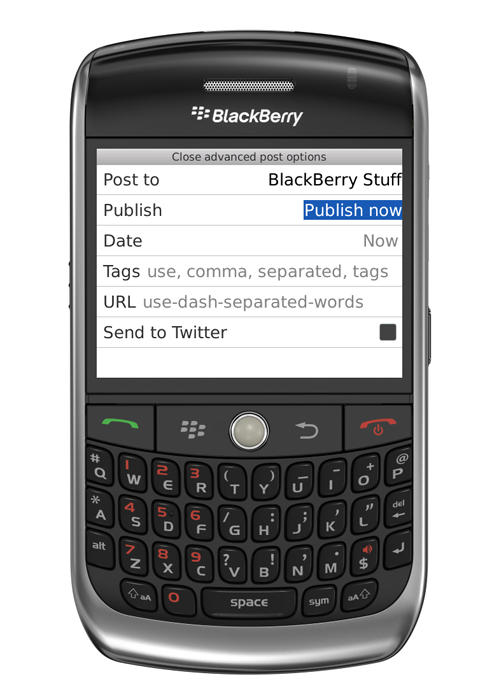 BlackBerry
Close advanced post options
Post to BlackBerry Stuff
Publish Publish now
Date Now
Tags use, comma, separated, tags
URL use-dash-separated-words
Send to Twitter
# Q 1 W 2 E 3 R ( T ) Y _ U - I + O @ P
* A 4 S 5 D 6 F / G : H ; J ' K " L del
alt 7 Z 8 X 9 C ? V ! B , N . M $
aA 0 space sym aA